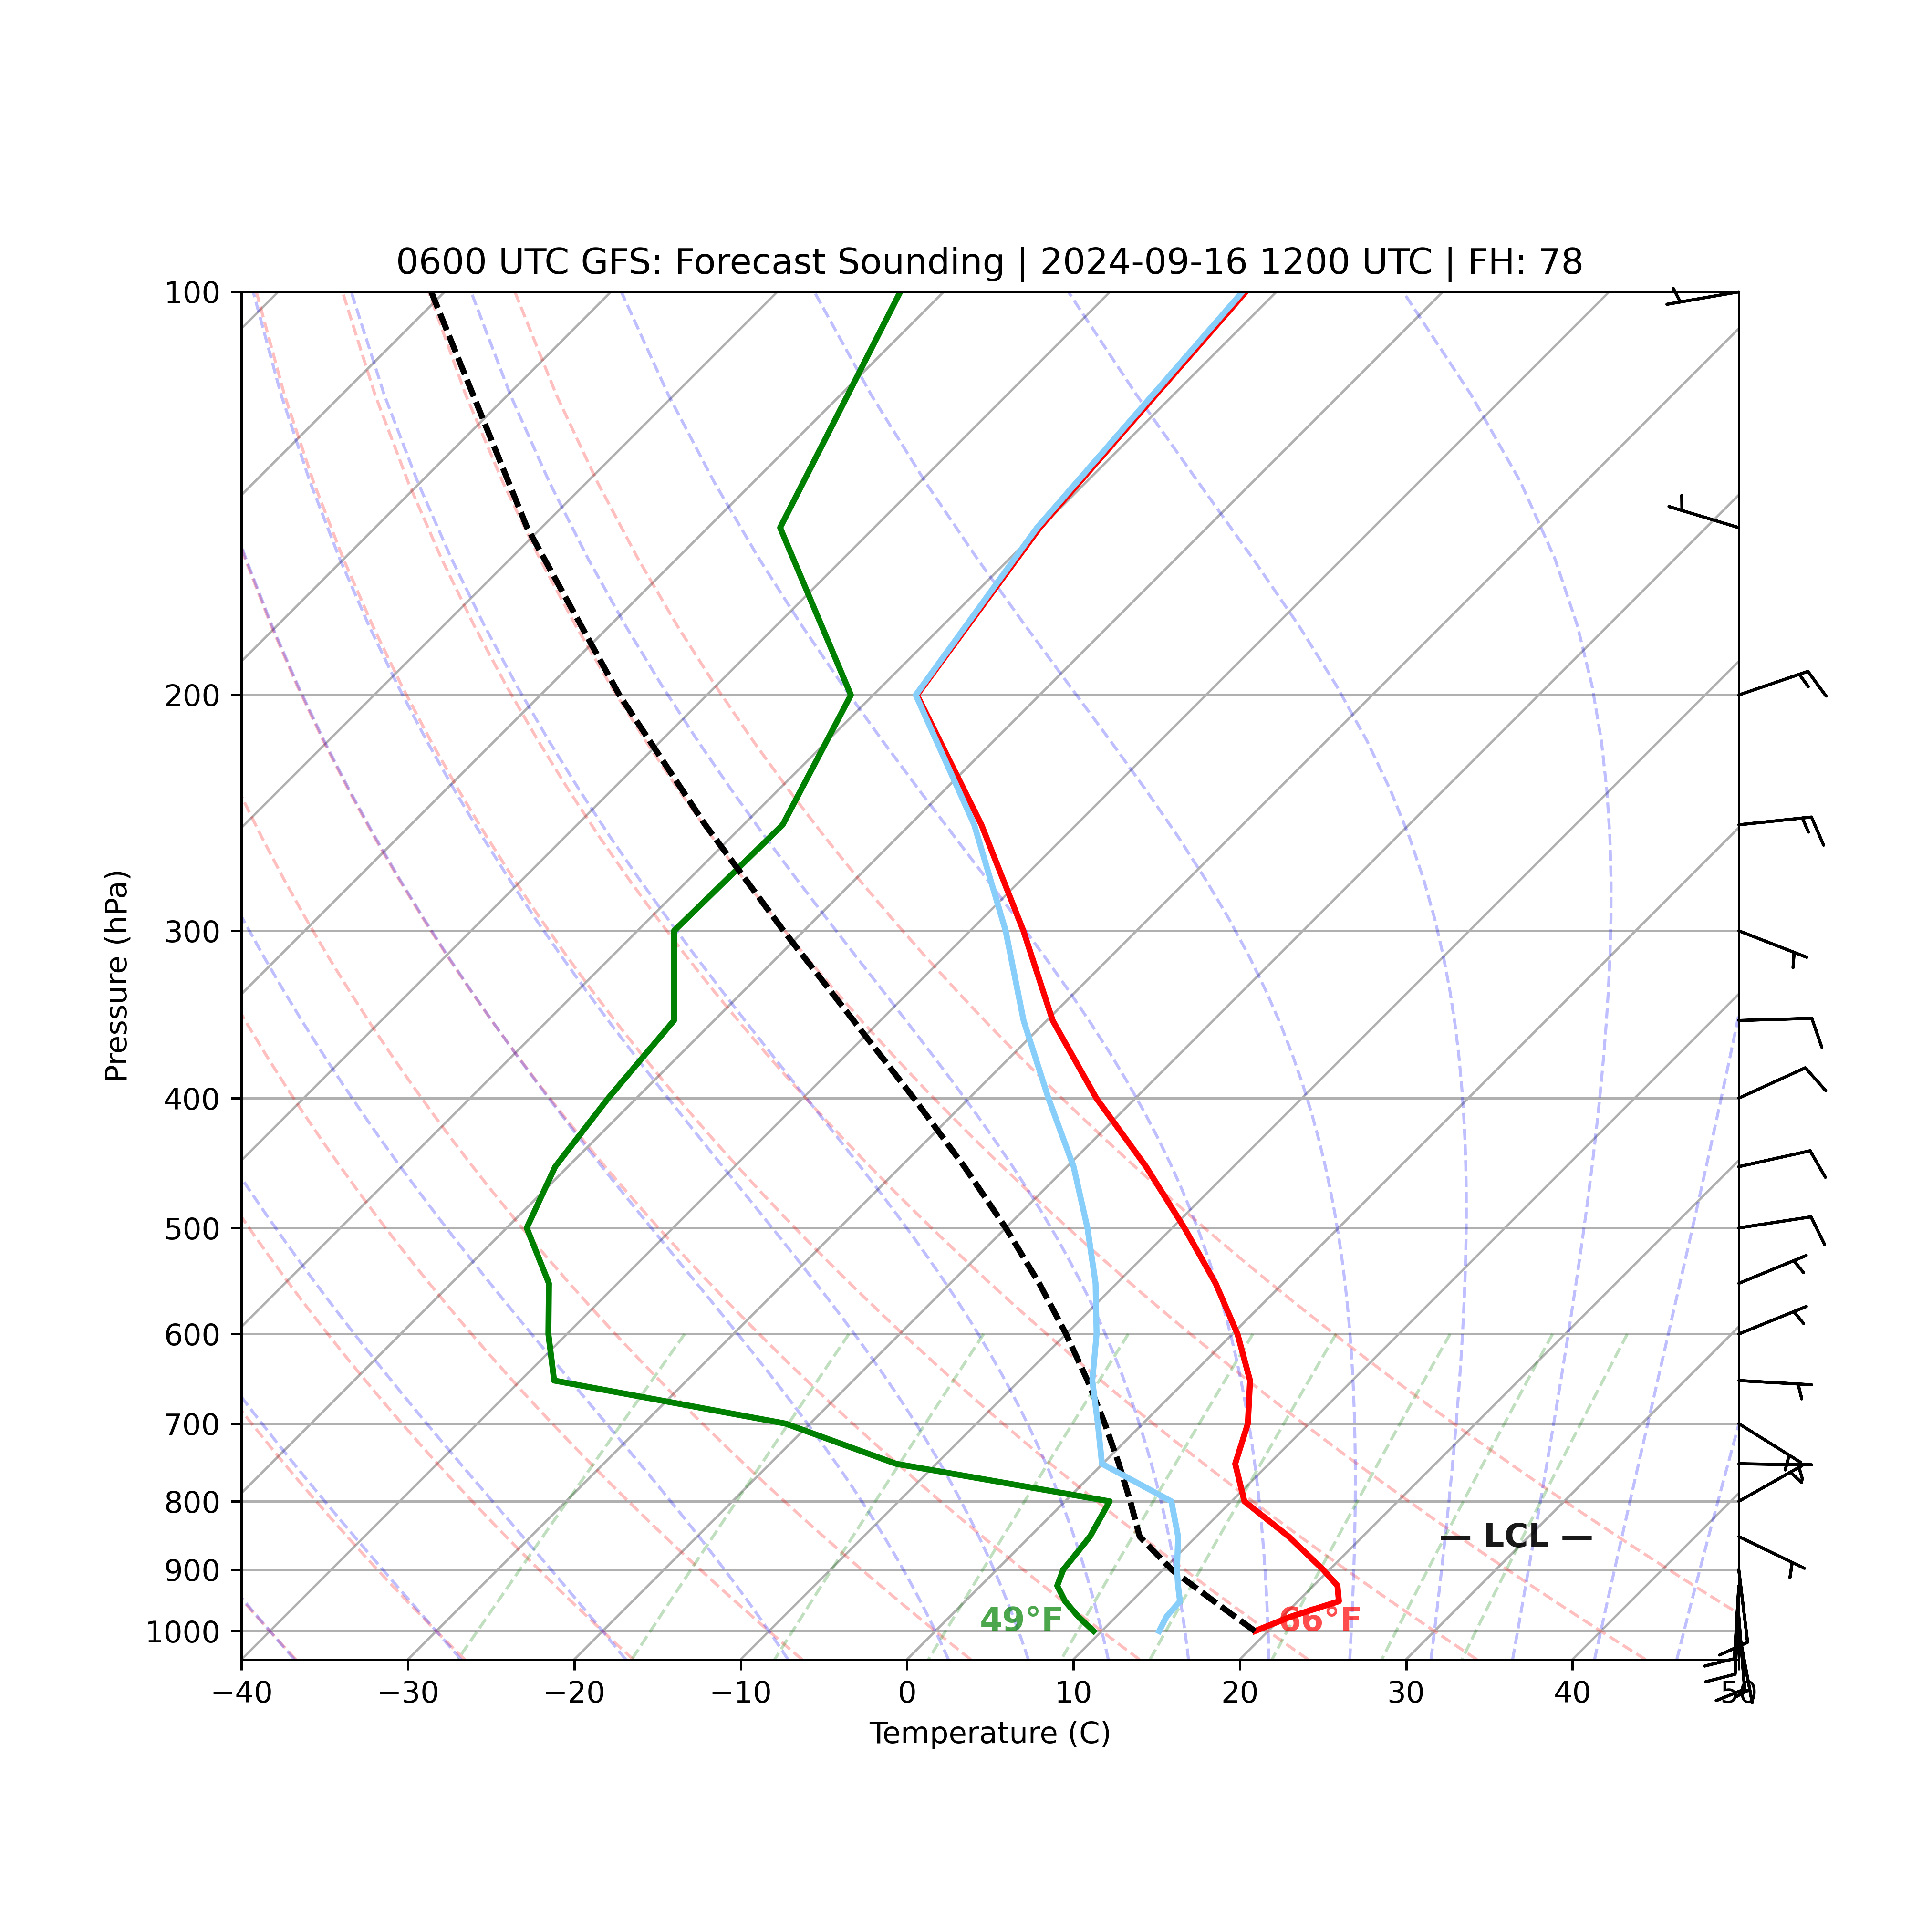 0600 UTC GFS: Forecast Sounding | 2024-09-16 1200 UTC | FH: 78
100
200
300
400
500
600
700
800
900
1000
Pressure (hPa)
— LCL —
49°F
66°F
−40 −30 −20 −10 0 10 20 30 40 50
Temperature (C)